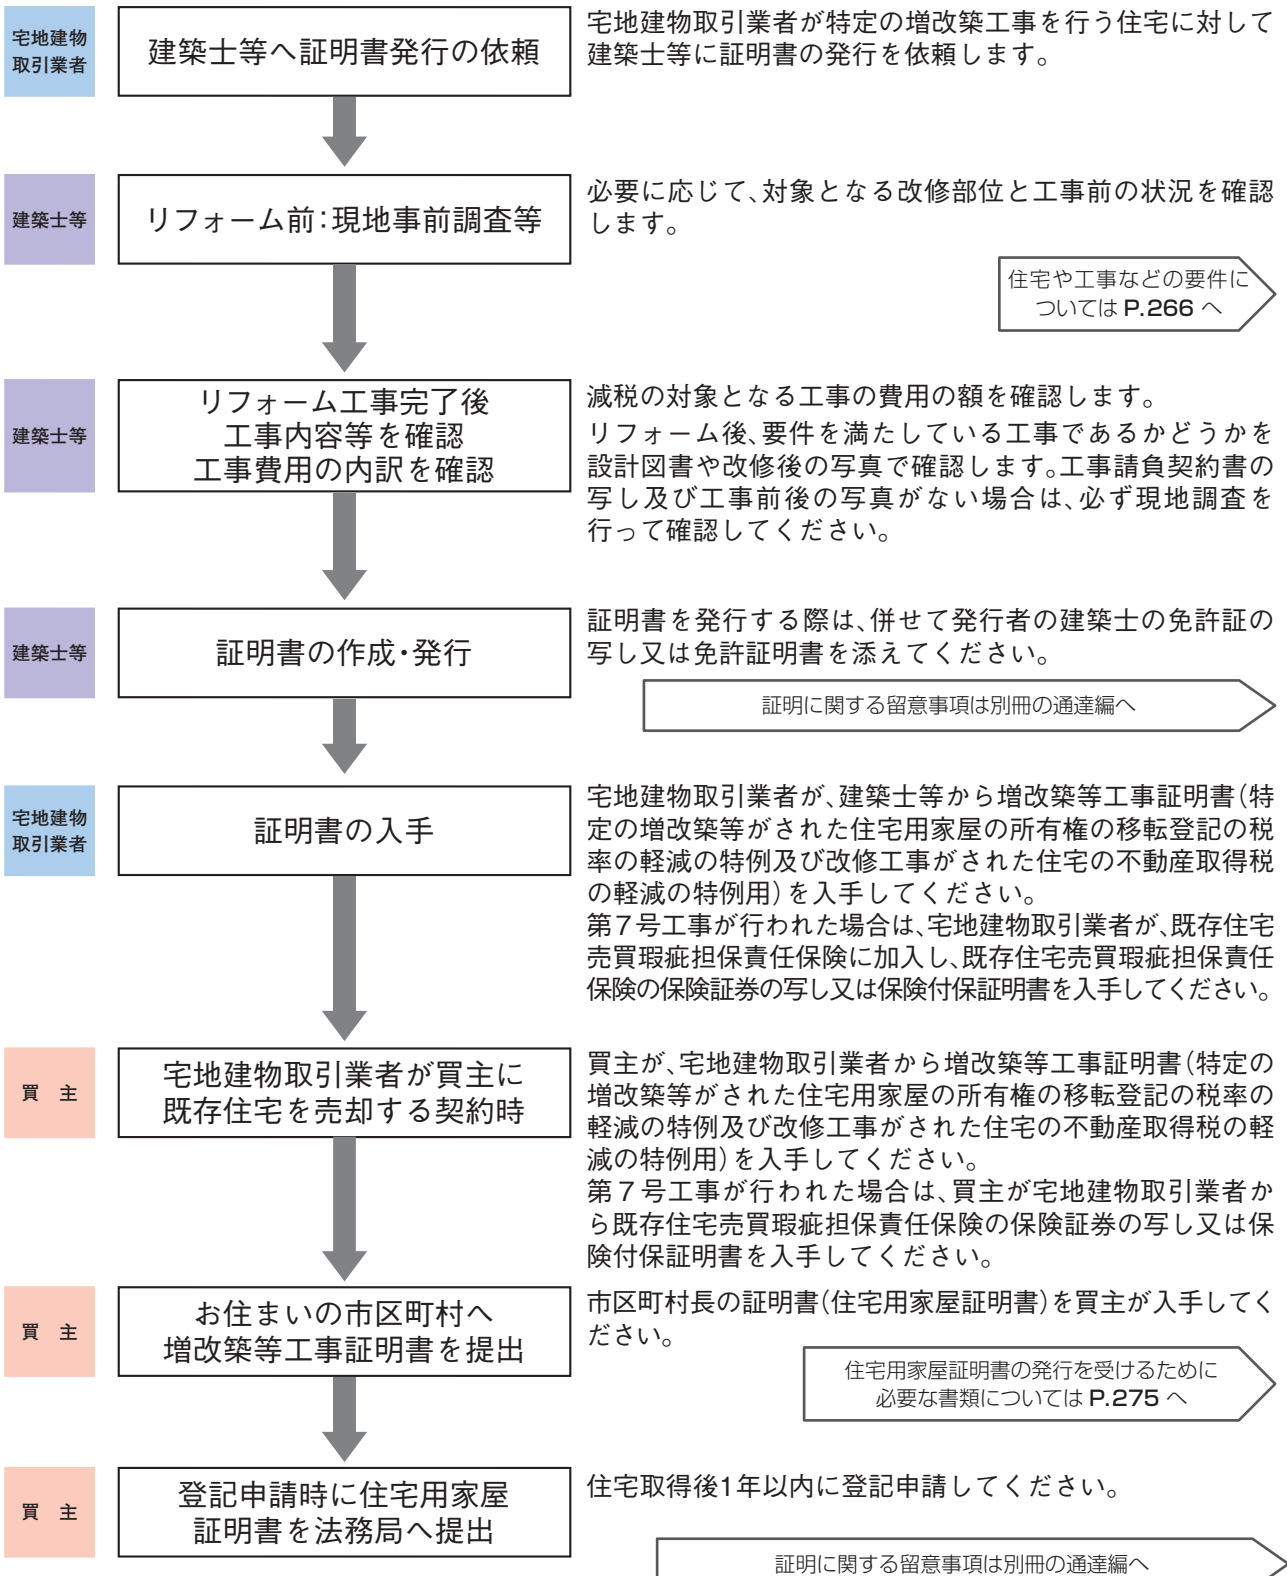 宅地建物
取引業者
建築士等へ証明書発行の依頼
宅地建物取引業者が特定の増改築工事を行う住宅に対して
建築士等に証明書の発行を依頼します。
建築士等
リフォーム前：現地事前調査等
必要に応じて、対象となる改修部位と工事前の状況を確認
します。
住宅や工事などの要件に
ついては P.266 へ
建築士等
リフォーム工事完了後
工事内容等を確認
工事費用の内訳を確認
減税の対象となる工事の費用の額を確認します。
リフォーム後、要件を満たしている工事であるかどうかを
設計図書や改修後の写真で確認します。工事請負契約書の
写し及び工事前後の写真がない場合は、必ず現地調査を
行って確認してください。
建築士等
証明書の作成・発行
証明書を発行する際は、併せて発行者の建築士の免許証の
写し又は免許証明書を添えてください。
証明に関する留意事項は別冊の通達編へ
宅地建物
取引業者
証明書の入手
宅地建物取引業者が、建築士等から増改築等工事証明書（特
定の増改築等がされた住宅用家屋の所有権の移転登記の税
率の軽減の特例及び改修工事がされた住宅の不動産取得税
の軽減の特例用）を入手してください。
第７号工事が行われた場合は、宅地建物取引業者が、既存住宅
売買瑕疵担保責任保険に加入し、既存住宅売買瑕疵担保責任
保険の保険証券の写し又は保険付保証明書を入手してください。
買　主
宅地建物取引業者が買主に
既存住宅を売却する契約時
買主が、宅地建物取引業者から増改築等工事証明書（特定の
増改築等がされた住宅用家屋の所有権の移転登記の税率の
軽減の特例及び改修工事がされた住宅の不動産取得税の軽
減の特例用）を入手してください。
第７号工事が行われた場合は、買主が宅地建物取引業者か
ら既存住宅売買瑕疵担保責任保険の保険証券の写し又は保
険付保証明書を入手してください。
買　主
お住まいの市区町村へ
増改築等工事証明書を提出
市区町村長の証明書（住宅用家屋証明書）を買主が入手してく
ださい。
住宅用家屋証明書の発行を受けるために
必要な書類については P.275 へ
買　主
登記申請時に住宅用家屋
証明書を法務局へ提出
住宅取得後1年以内に登記申請してください。
証明に関する留意事項は別冊の通達編へ